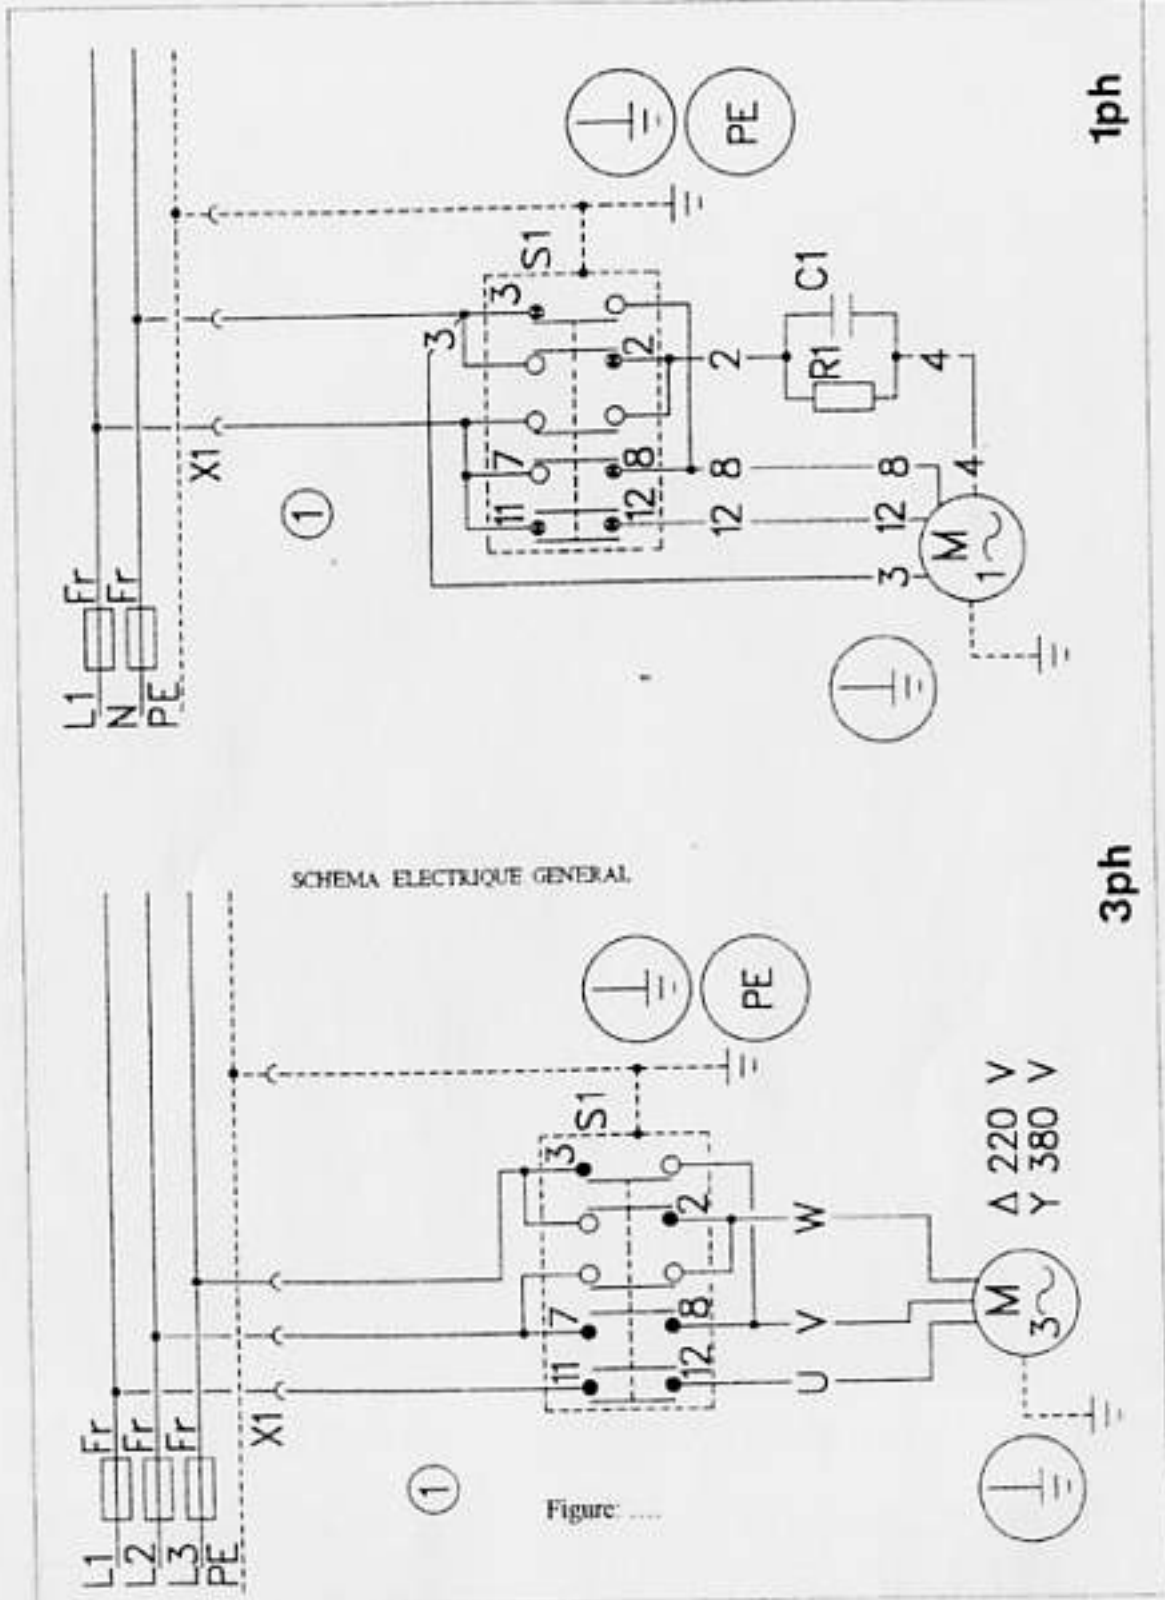 SCHEMA ELECTRIQUE GENERAL
L1 Fr
L2 Fr
L3 Fr
PE
X1
1
11
7
3
S1
12
8
2
U
V
W
PE
M
3~
Δ 220 V
Y 380 V
3ph
Figure: ....
L1 Fr
N Fr
PE
X1
1
3
11
7
3
S1
12
8
2
12
8
2
R1
C1
3
12
8
4
4
M
1~
PE
1ph